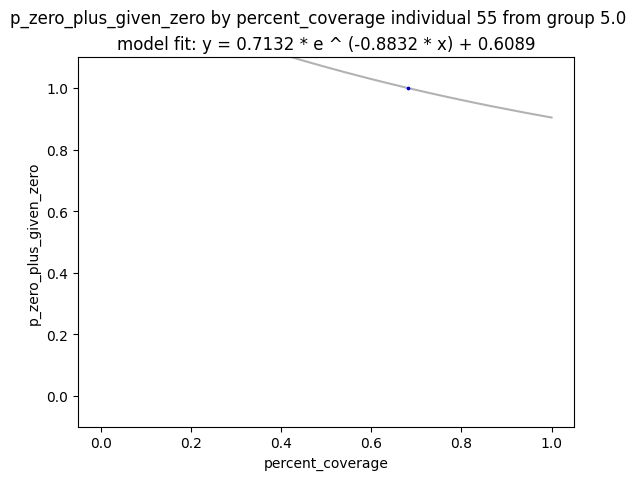 p_zero_plus_given_zero by percent_coverage individual 55 from group 5.0
model fit: y = 0.7132 * e ^ (-0.8832 * x) + 0.6089
1.0
0.8
0.6
0.4
0.2
0.0
p_zero_plus_given_zero
0.0 0.2 0.4 0.6 0.8 1.0
percent_coverage